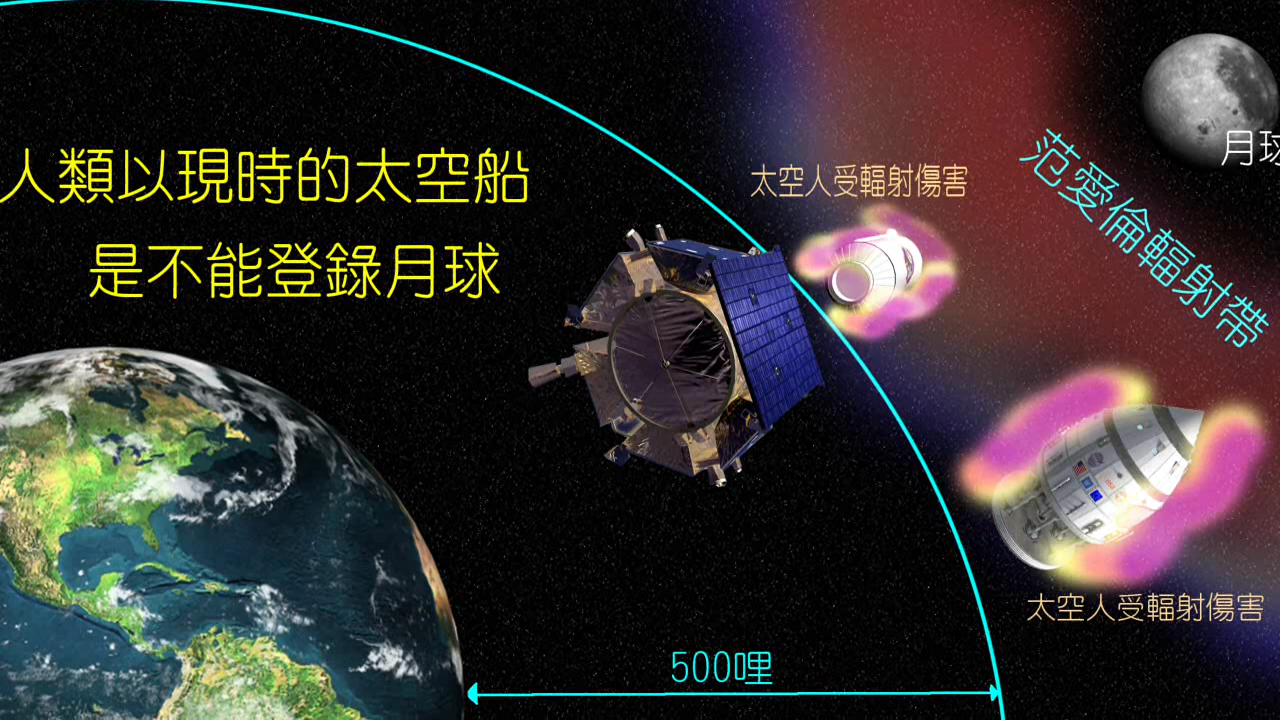 人類以現時的太空船
是不能登錄月球
太空人受輻射傷害
月球
范愛倫輻射帶
太空人受輻射傷害
500哩